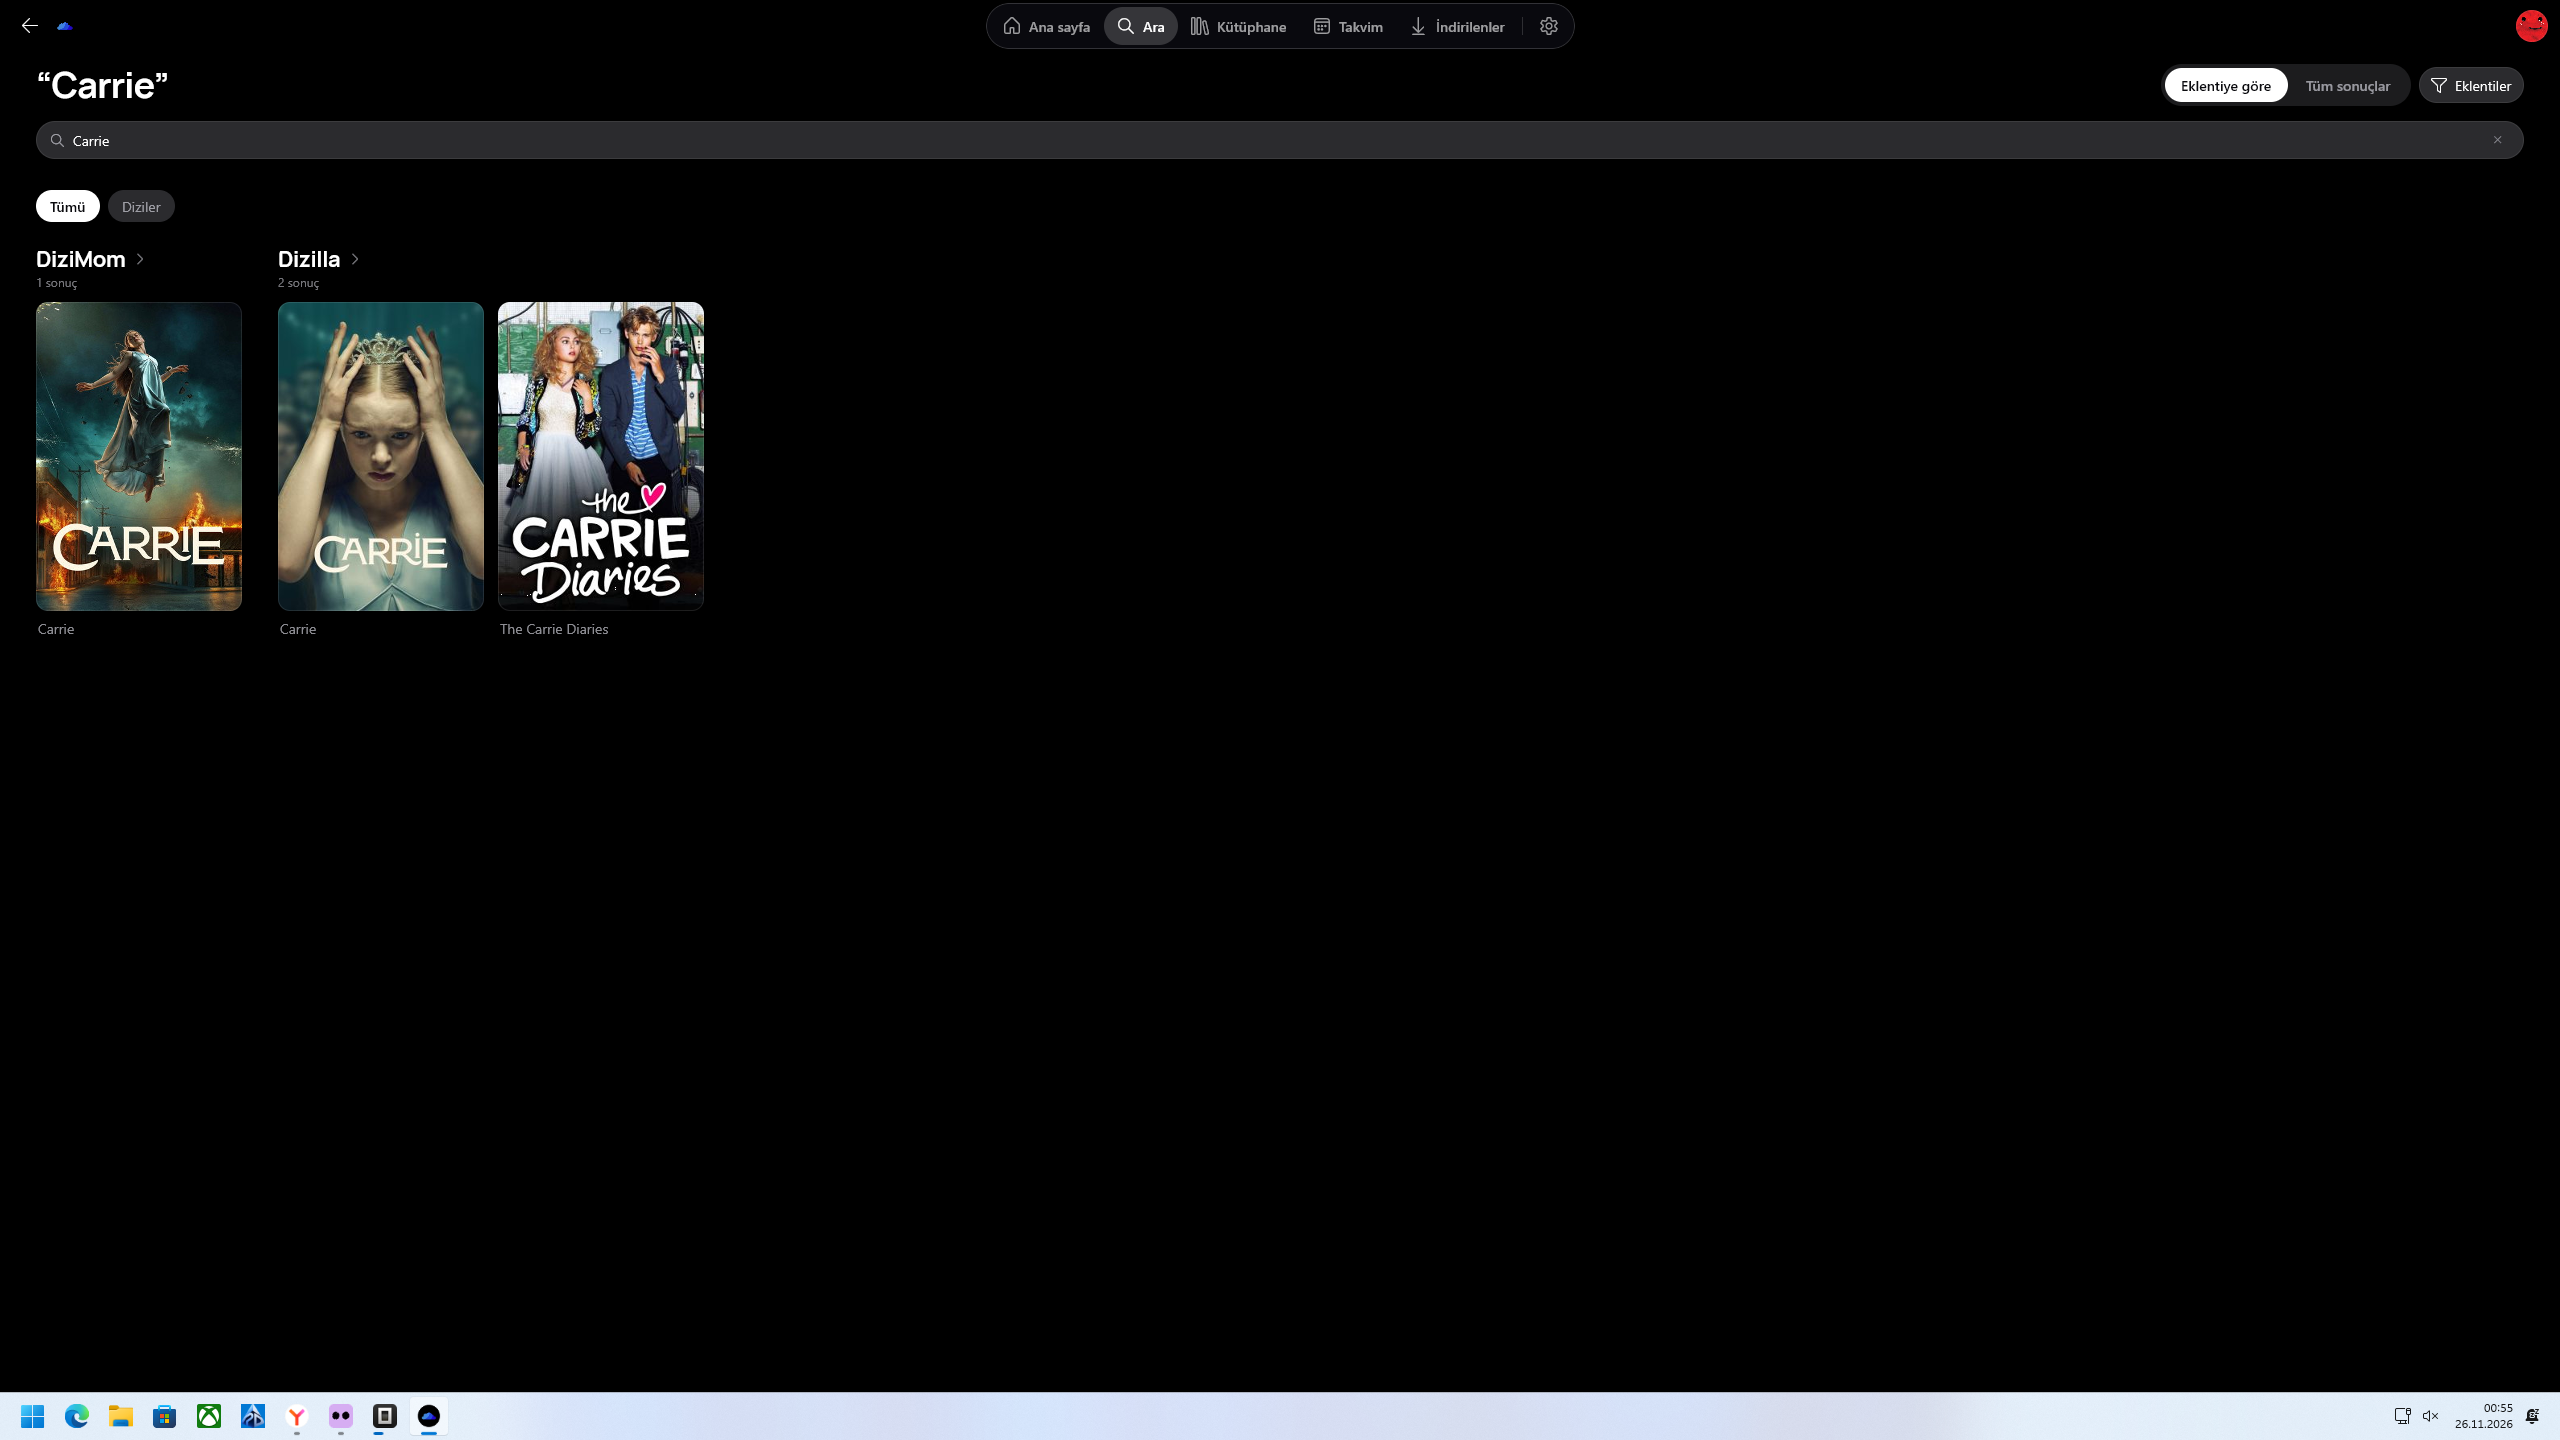 Ana sayfa
Ara
Kütüphane
Takvim
İndirilenler
“Carrie”
Eklentiye göre
Tüm sonuçlar
Eklentiler
Carrie
Tümü
Diziler
DiziMom
1 sonuç
Dizilla
2 sonuç
CARRIE
CARRiE
the
CARRIE
Diaries
Carrie
Carrie
The Carrie Diaries
00:55
26.11.2026